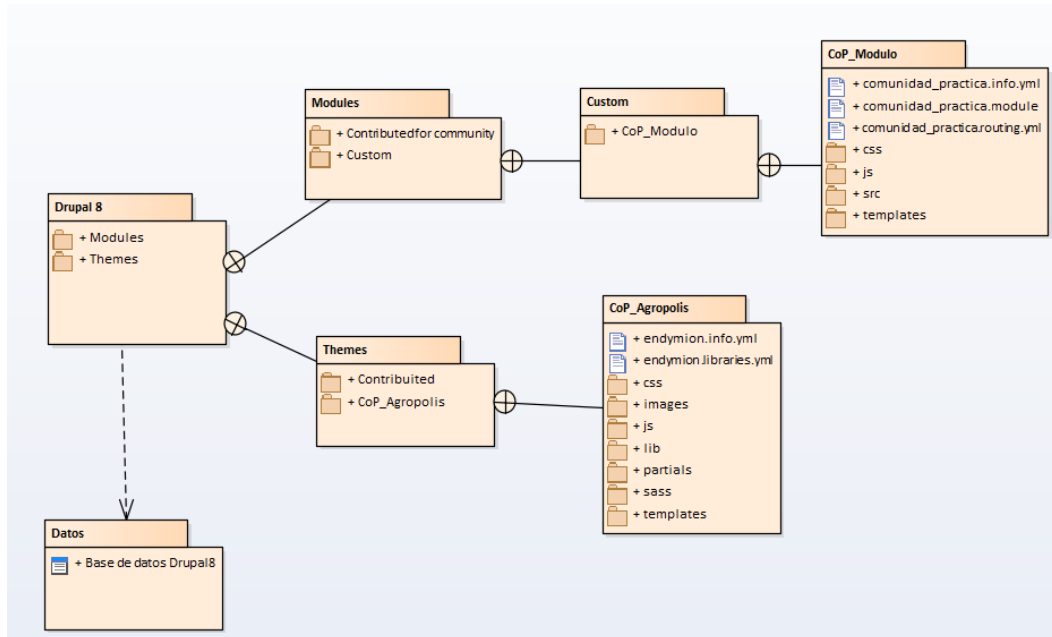 Drupal 8
+ Modules
+ Themes
Modules
+ Contributedfor community
+ Custom
Custom
+ CoP_Modulo
CoP_Modulo
+ comunidad_practica.info.yml
+ comunidad_practica.module
+ comunidad_practica.routing.yml
+ css
+ js
+ src
+ templates
Themes
+ Contribuited
+ CoP_Agropolis
CoP_Agropolis
+ endymion.info.yml
+ endymion.libraries.yml
+ css
+ images
+ js
+ lib
+ partials
+ sass
+ templates
Datos
+ Base de datos Drupal8